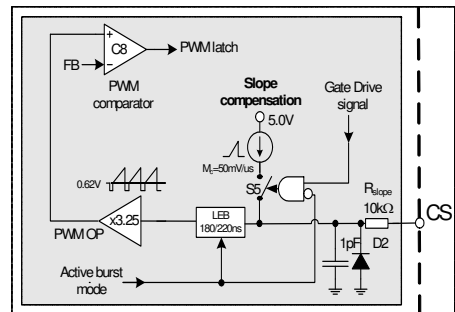 C8
+
−
FB
PWM latch
PWM
comparator
Slope
compensation
5.0V
Gate Drive
signal
Mc=50mV/us
S5
0.62V
x3.25
PWM OP
LEB
180/220ns
Rslope
10kΩ
CS
1pF
D2
Active burst
mode